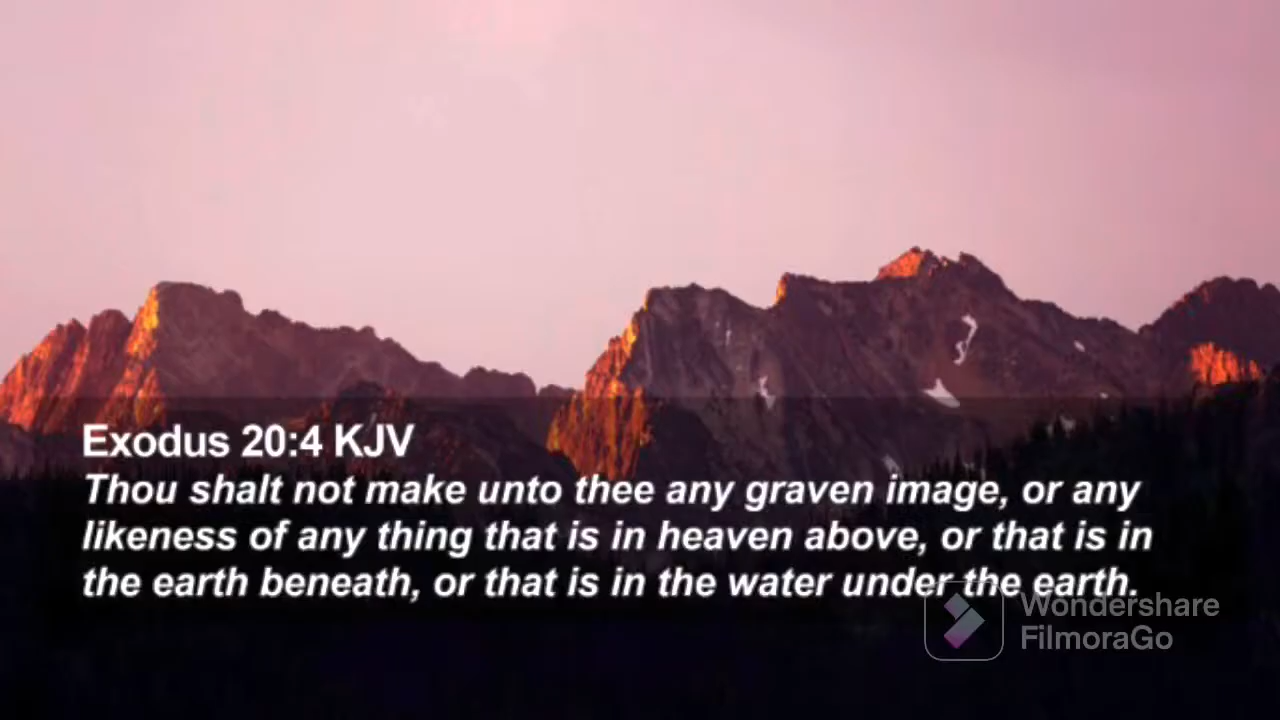 Exodus 20:4 KJV
Thou shalt not make unto thee any graven image, or any
likeness of any thing that is in heaven above, or that is in
the earth beneath, or that is in the water under the earth.
Wondershare
FilmoraGo